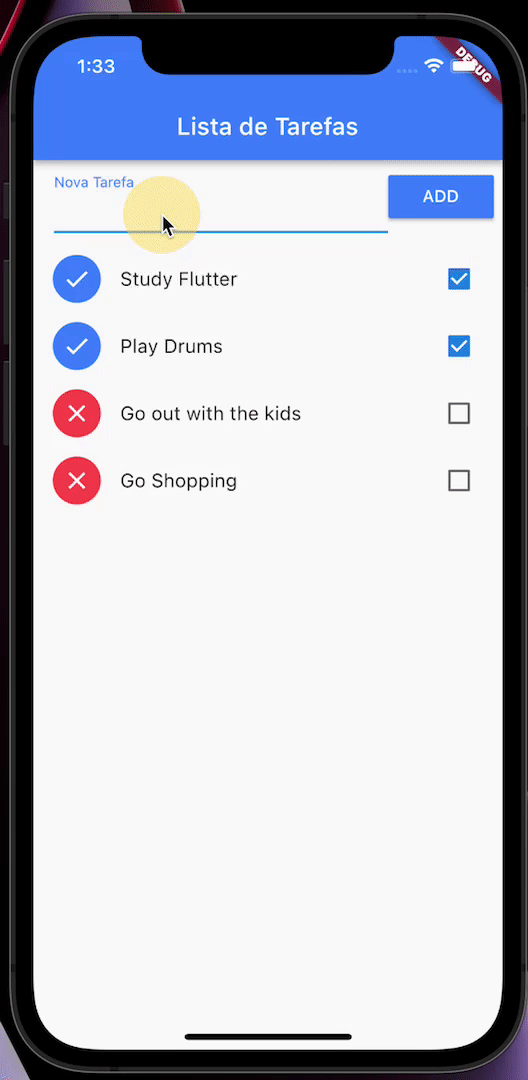 1:33
DEBUG
Lista de Tarefas
Nova Tarefa
ADD
Study Flutter
Play Drums
Go out with the kids
Go Shopping